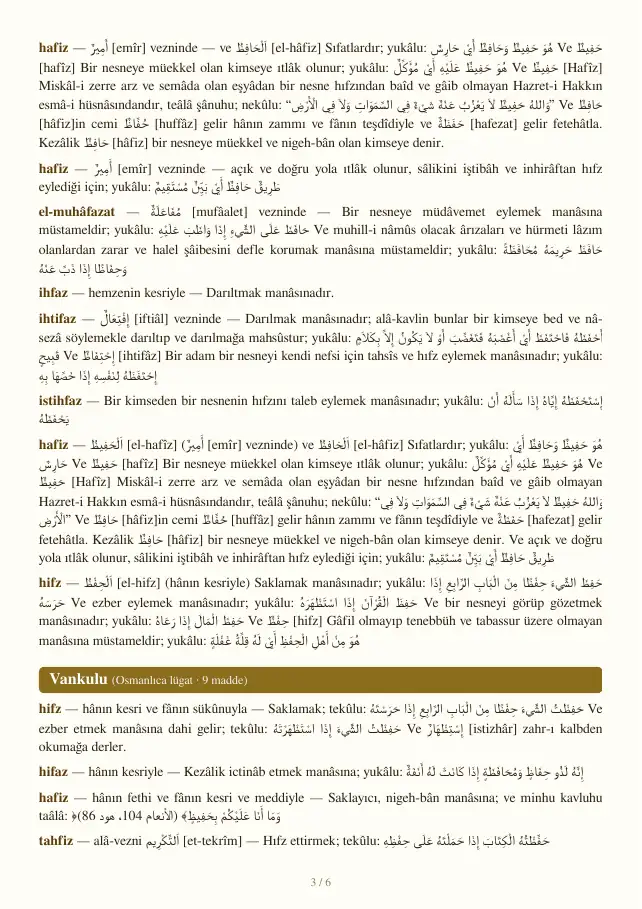 hafiz — أَمِيرٌ [emîr] vezninde — ve اَلْحَافِظُ [el-hâfiz] Sıfatlardır; yukâlu: هُوَ حَفِيظٌ وَحَافِظٌ أَيْ حَارِسٌ Ve حَفِيظٌ
[hafîz] Bir nesneye müekkel olan kimseye ıtlâk olunur; yukâlu: هُوَ حَفِيظٌ عَلَيْهِ أَيْ مُؤَكَّلٌ Ve حَفِيظٌ [Hafîz]
Miskâl-i zerre arz ve semâda olan eşyâdan bir nesne hıfzından baîd ve gâib olmayan Hazret-i Hakkın
esmâ-i hüsnâsındandır, teâlâ şânuhu; nekûlu: “وَاللهُ حَفِيظٌ لاَ يَعْزُبُ عَنْهُ شَيْءٌ فِي السَّمَوَاتِ وَلاَ فِي الْأَرْضِ” Ve حَافِظٌ
[hâfiz]in cemi حُفَّاظٌ [huffâz] gelir hânın zammı ve fânın teşdîdiyle ve حَفَظَةٌ [hafezat] gelir fetehâtla.
Kezâlik حَافِظٌ [hâfiz] bir nesneye müekkel ve nigeh-bân olan kimseye denir.
hafiz — أَمِيرٌ [emîr] vezninde — açık ve doğru yola ıtlâk olunur, sâlikini iştibâh ve inhirâftan hıfz
eylediği için; yukâlu: طَرِيقٌ حَافِظٌ أَيْ بَيِّنٌ مُسْتَقِيمٌ
el-muhâfazat — مُفَاعَلَةٌ [mufâalet] vezninde — Bir nesneye müdâvemet eylemek manâsına
müstameldir; yukâlu: حَافَظَ عَلَى الشَّيْءِ إِذَا وَاظَبَ عَلَيْهِ Ve muhill-i nâmûs olacak ârızaları ve hürmeti lâzım
olanlardan zarar ve halel şâibesini defle korumak manâsına müstameldir; yukâlu: حَافَظَ حَرِيمَهُ مُحَافَظَةً
وَحِفَاظًا إِذَا ذَبَّ عَنْهُ
ihfaz — hemzenin kesriyle — Darıltmak manâsınadır.
ihtifaz — إِفْتِعَالٌ [iftiâl] vezninde — Darılmak manâsınadır; alâ-kavlin bunlar bir kimseye bed ve nâ-
sezâ söylemekle darıltıp ve darılmağa mahsûstur; yukâlu: أَحْفَظَهُ فَاحْتَفَظَ أَيْ أَغْضَبَهُ فَتَغَضَّبَ أَوْ لاَ يَكُونُ إِلاَّ بِكَلاَمٍ
قَبِيحٍ Ve إِحْتِفَاظٌ [ihtifâz] Bir adam bir nesneyi kendi nefsi için tahsîs ve hıfz eylemek manâsınadır; yukâlu:
إِحْتَفَظَهُ لِنَفْسِهِ إِذَا خَصَّهَا بِهِ
istihfaz — Bir kimseden bir nesnenin hıfzını taleb eylemek manâsınadır; yukâlu: إِسْتَحْفَظَهُ إِيَّاهُ إِذَا سَأَلَهُ أَنْ
يَحْفَظَهُ
hafiz — اَلْحَفِيظُ [el-hafîz] (أَمِيرٌ [emîr] vezninde) ve اَلْحَافِظُ [el-hâfiz] Sıfatlardır; yukâlu: هُوَ حَفِيظٌ وَحَافِظٌ أَيْ
حَارِسٌ Ve حَفِيظٌ [hafîz] Bir nesneye müekkel olan kimseye ıtlâk olunur; yukâlu: هُوَ حَفِيظٌ عَلَيْهِ أَيْ مُؤَكَّلٌ Ve
حَفِيظٌ [Hafîz] Miskâl-i zerre arz ve semâda olan eşyâdan bir nesne hıfzından baîd ve gâib olmayan
Hazret-i Hakkın esmâ-i hüsnâsındandır, teâlâ şânuhu; nekûlu: “وَاللهُ حَفِيظٌ لاَ يَعْزُبُ عَنْهُ شَيْءٌ فِي السَّمَوَاتِ وَلاَ فِي
الْأَرْضِ” Ve حَافِظٌ [hâfiz]in cemi حُفَّاظٌ [huffâz] gelir hânın zammı ve fânın teşdîdiyle ve حَفَظَةٌ [hafezat] gelir
fetehâtla. Kezâlik حَافِظٌ [hâfiz] bir nesneye müekkel ve nigeh-bân olan kimseye denir. Ve açık ve doğru
yola ıtlâk olunur, sâlikini iştibâh ve inhirâftan hıfz eylediği için; yukâlu: طَرِيقٌ حَافِظٌ أَيْ بَيِّنٌ مُسْتَقِيمٌ
hifz — اَلْحِفْظُ [el-hifz] (hânın kesriyle) Saklamak manâsınadır; yukâlu: حَفِظَ الشَّيْءَ حِفْظًا مِنَ الْبَابِ الرَّابِعِ إِذَا
حَرَسَهُ Ve ezber eylemek manâsınadır; yukâlu: حَفِظَ الْقُرْآنَ إِذَا اسْتَظْهَرَهُ Ve bir nesneyi görüp gözetmek
manâsınadır; yukâlu: حَفِظَ الْمَالَ إِذَا رَعَاهُ Ve حِفْظٌ [hifz] Gâfil olmayıp tenebbüh ve tabassur üzere olmayan
manâsına müstameldir; yukâlu: هُوَ مِنْ أَهْلِ الْحِفْظِ أَيْ لَهُ قِلَّةُ غَفْلَةٍ
Vankulu (Osmanlıca lügat · 9 madde)
hifz — hânın kesri ve fânın sükûnuyla — Saklamak; tekûlu: حَفِظْتُ الشَّيْءَ حِفْظًا مِنَ الْبَابِ الرَّابِعِ إِذَا حَرَسْتَهُ Ve
ezber etmek manâsına dahi gelir; tekûlu: حَفِظْتُ الشَّيْءَ إِذَا اسْتَظْهَرْتَهُ Ve إِسْتِظْهَارٌ [istizhâr] zahr-ı kalbden
okumağa derler.
hifaz — hânın kesriyle — Kezâlik ictinâb etmek manâsına; yukâlu: إِنَّهُ لَذُو حِفَاظٍ وَمُحَافَظَةٍ إِذَا كَانَتْ لَهُ أَنَفَةٌ
hafiz — hânın fethi ve fânın kesri ve meddiyle — Saklayıcı, nigeh-bân manâsına; ve minhu kavluhu
taâlâ: ﴿وَمَا أَنَا عَلَيْكُمْ بِحَفِيظٍ﴾ (الأنعام 104، هود 86)
tahfiz — alâ-vezni اَلتَّكْرِيم [et-tekrîm] — Hıfz ettirmek; tekûlu: حَفَّظْتُهُ الْكِتَابَ إِذَا حَمَلْتَهُ عَلَى حِفْظِهِ
3 / 6